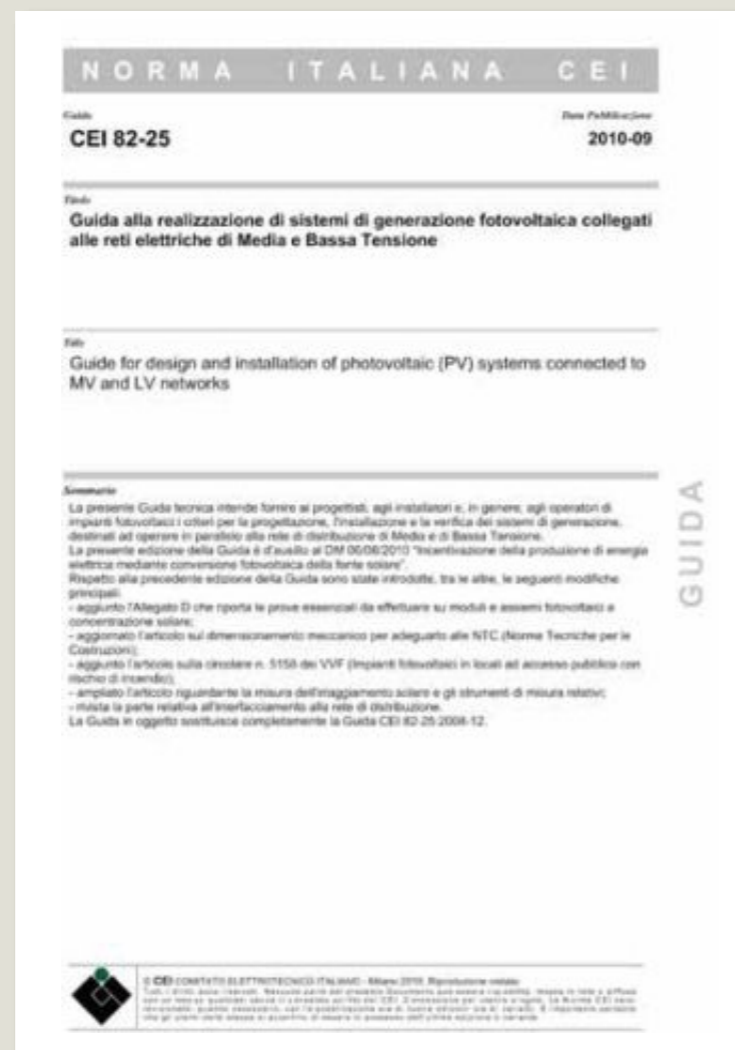 NORMA ITALIANA CEI
Guida
Data Pubblicazione
CEI 82-25
2010-09
Titolo
Guida alla realizzazione di sistemi di generazione fotovoltaica collegati
alle reti elettriche di Media e Bassa Tensione
Title
Guide for design and installation of photovoltaic (PV) systems connected to
MV and LV networks
Sommario
La presente Guida tecnica intende fornire ai progettisti, agli installatori e, in genere, agli operatori di
impianti fotovoltaici i criteri per la progettazione, l'installazione e la verifica dei sistemi di generazione,
destinati ad operare in parallelo alla rete di distribuzione di Media e di Bassa Tensione.
La presente edizione della Guida è d'ausilio al DM 06/08/2010 "Incentivazione della produzione di energia
elettrica mediante conversione fotovoltaica della fonte solare".
Rispetto alla precedente edizione della Guida sono state introdotte, tra le altre, le seguenti modifiche
principali:
- aggiunto l'Allegato D che riporta le prove essenziali da effettuare su moduli e assiemi fotovoltaici a
concentrazione solare;
- aggiornato l'articolo sul dimensionamento meccanico per adeguarlo alle NTC (Norme Tecniche per le
Costruzioni);
- aggiunto l'articolo sulla circolare n. 5158 dei VVF (Impianti fotovoltaici in locali ad accesso pubblico con
rischio di incendio);
- ampliato l'articolo riguardante la misura dell'irraggiamento solare e gli strumenti di misura relativi;
- rivista la parte relativa all'interfacciamento alla rete di distribuzione.
La Guida in oggetto sostituisce completamente la Guida CEI 82-25:2008-12.
GUIDA
© CEI COMITATO ELETTROTECNICO ITALIANO - Milano 2010. Riproduzione vietata